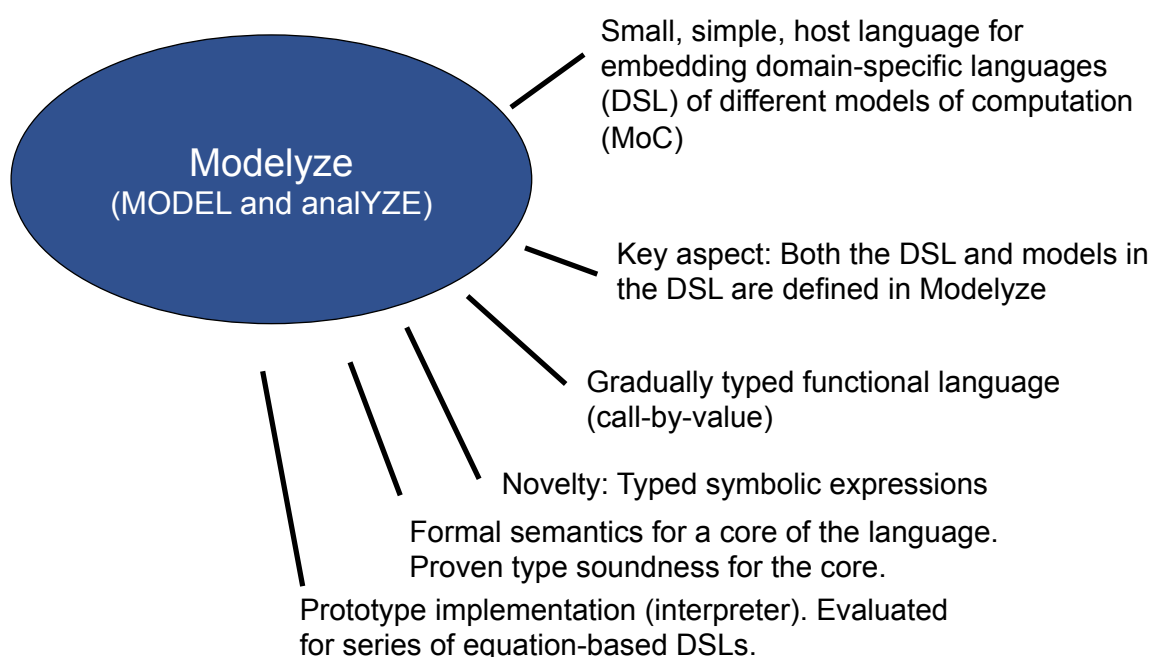 Small, simple, host language for
embedding domain-specific languages
(DSL) of different models of computation
(MoC)
Modelyze
(MODEL and analYZE)
Key aspect: Both the DSL and models in
the DSL are defined in Modelyze
Gradually typed functional language
(call-by-value)
Novelty: Typed symbolic expressions
Formal semantics for a core of the language.
Proven type soundness for the core.
Prototype implementation (interpreter). Evaluated
for series of equation-based DSLs.